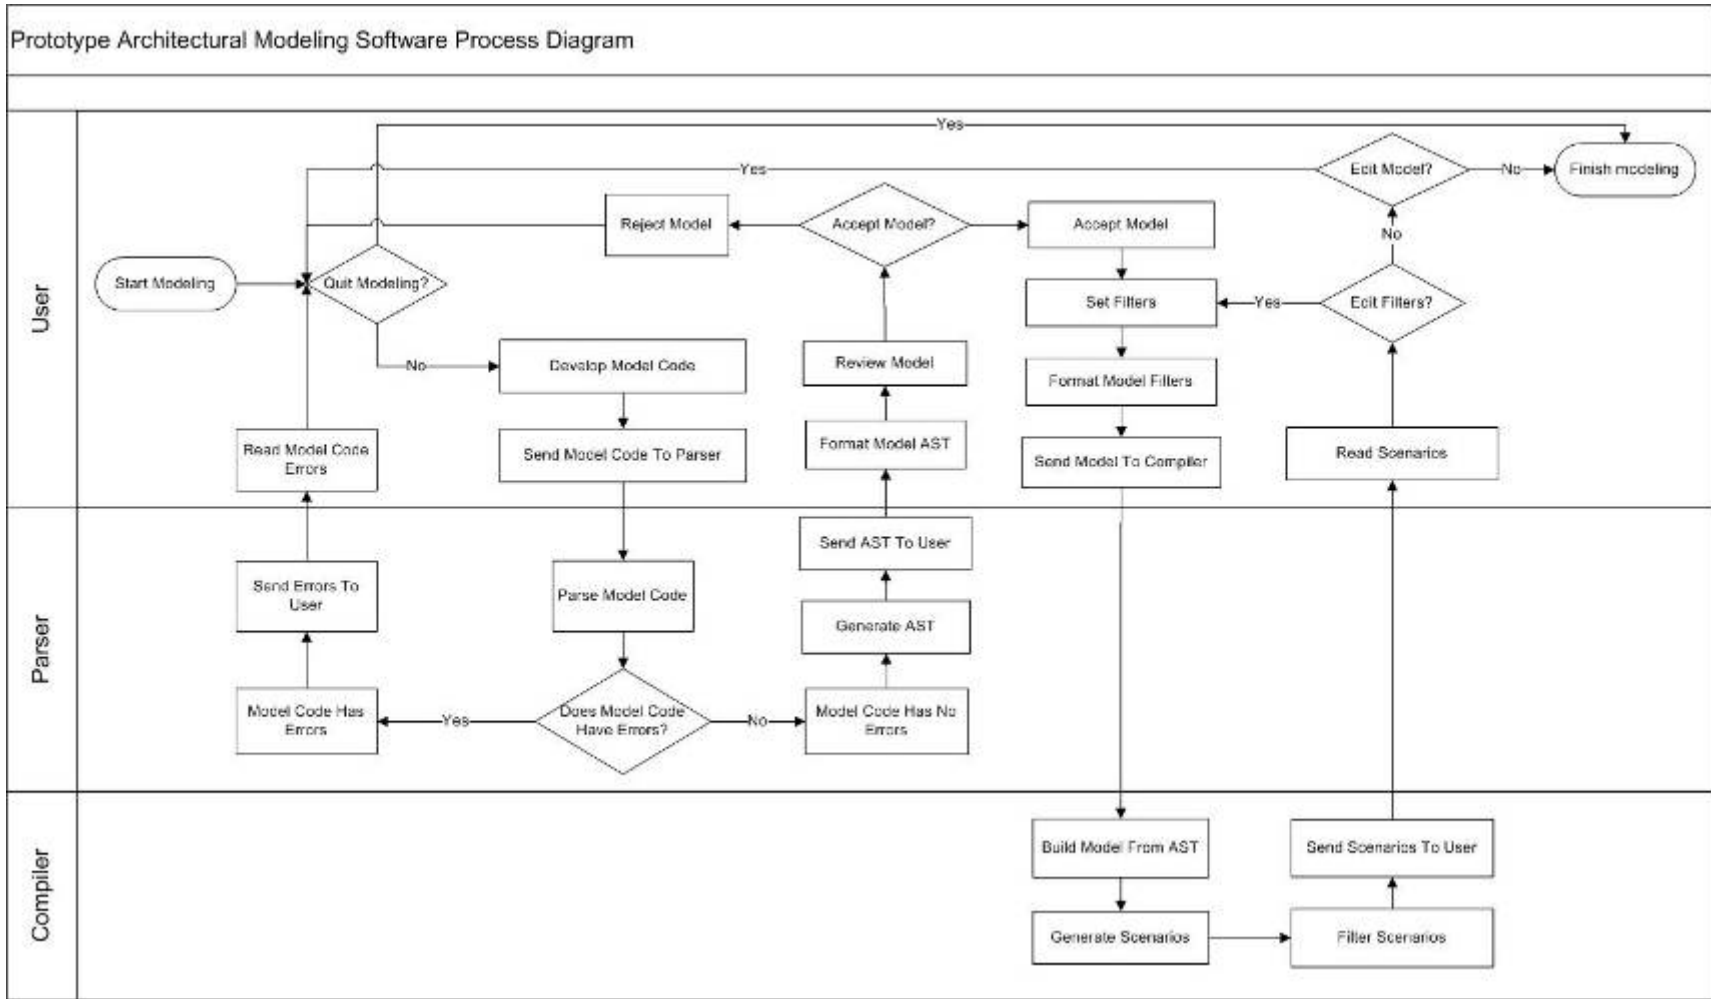 Prototype Architectural Modeling Software Process Diagram
User
Yes
Yes
Edit Model?
No
Finish modeling
Reject Model
Accept Model?
Accept Model
No
Start Modeling
Quit Modeling?
Set Filters
Yes
Edit Filters?
No
Develop Model Code
Review Model
Format Model Filters
Read Model Code
Errors
Send Model Code To Parser
Format Model AST
Send Model To Compiler
Read Scenarios
Parser
Send AST To User
Send Errors To
User
Parse Model Code
Generate AST
Model Code Has
Errors
Yes
Does Model Code
Have Errors?
No
Model Code Has No
Errors
Compiler
Build Model From AST
Send Scenarios To User
Generate Scenarios
Filter Scenarios